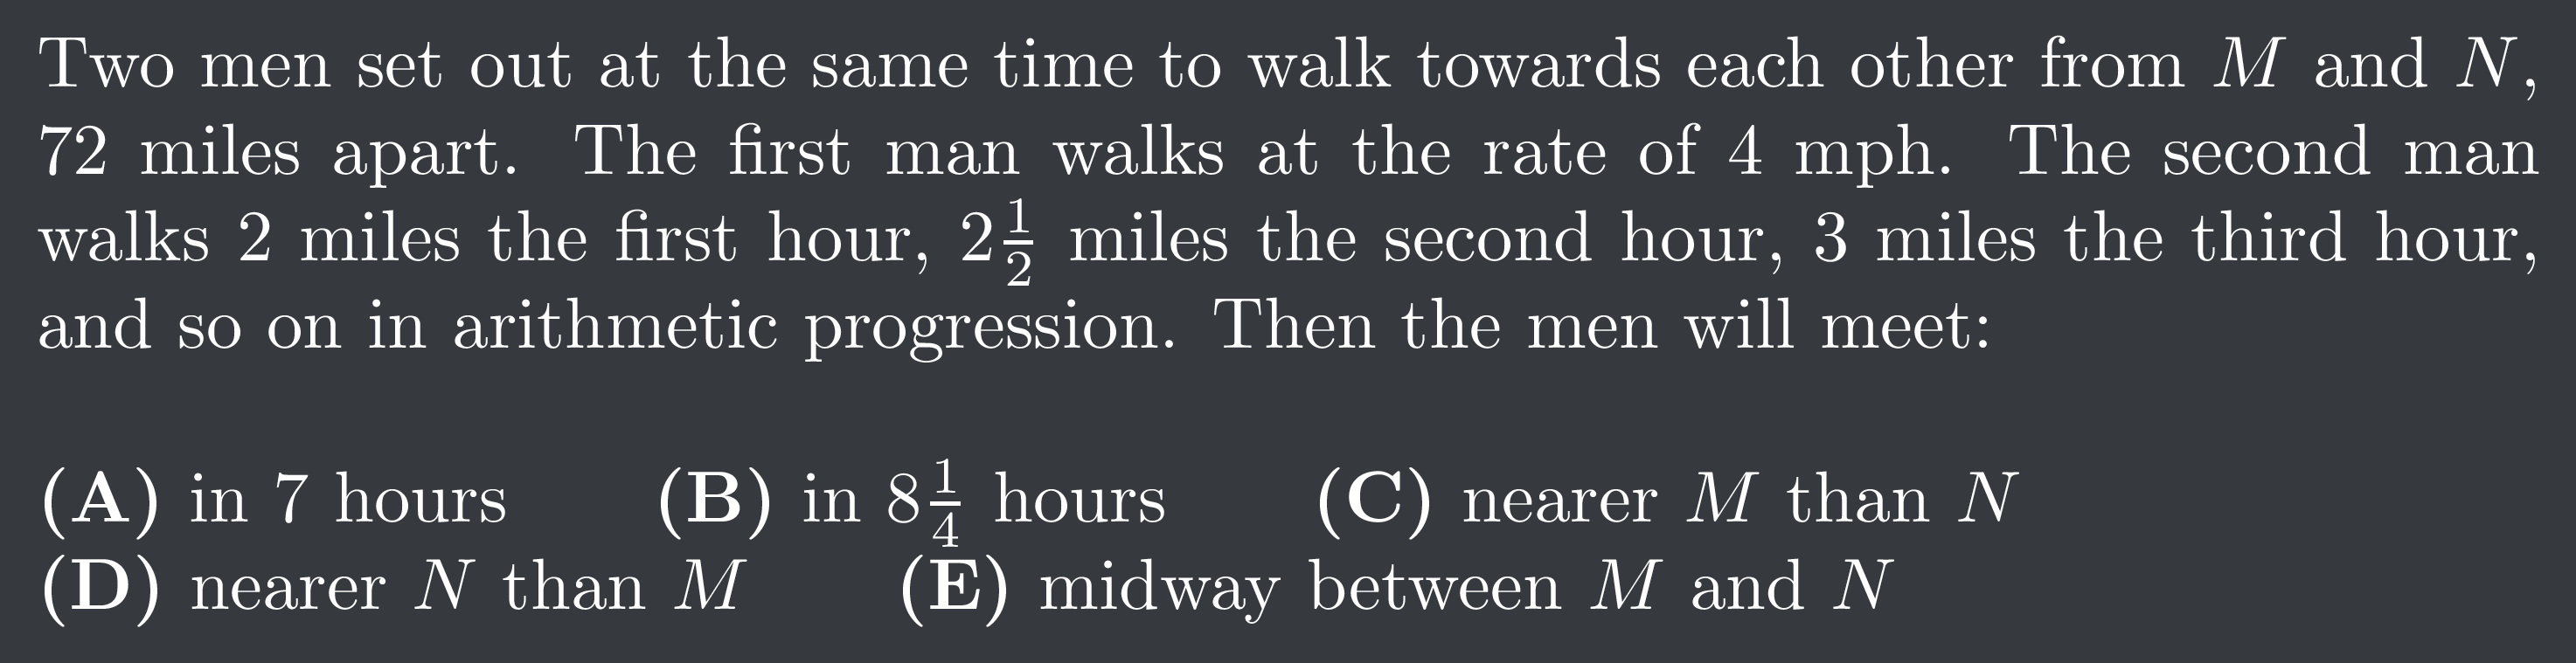 Two men set out at the same time to walk towards each other from M and N,
72 miles apart. The first man walks at the rate of 4 mph. The second man
walks 2 miles the first hour, 2 1/2 miles the second hour, 3 miles the third hour,
and so on in arithmetic progression. Then the men will meet:
(A) in 7 hours (B) in 8 1/4 hours (C) nearer M than N
(D) nearer N than M (E) midway between M and N